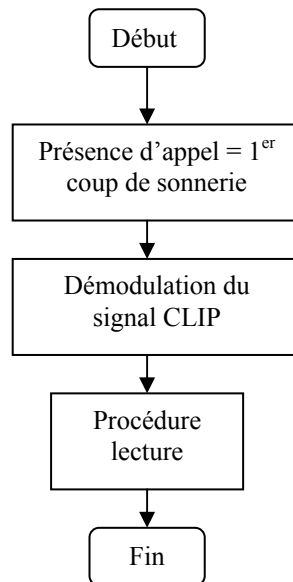 Début
Présence d’appel = 1er
coup de sonnerie
Démodulation du
signal CLIP
Procédure
lecture
Fin